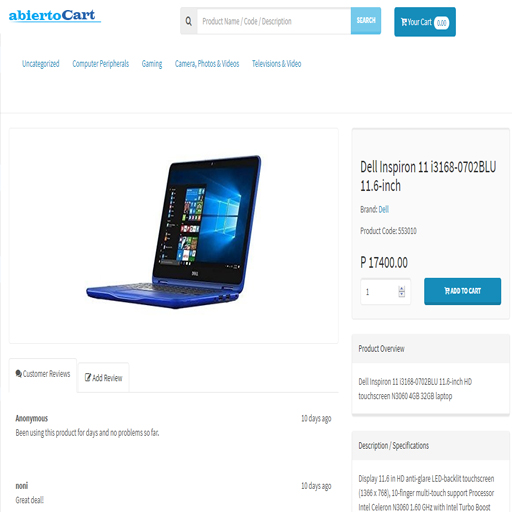 abiertoCart
Product Name / Code / Description
SEARCH
Your Cart 0.00
Uncategorized Computer Peripherals Gaming Camera, Photos & Videos Televisions & Video
Dell Inspiron 11 i3168-0702BLU
11.6-inch
Brand: Dell
Product Code: 553010
P 17400.00
1
ADD TO CART
DELL
Customer Reviews
Add Review
Anonymous 10 days ago
Been using this product for days and no problems so far.
noni 10 days ago
Great deal!
Product Overview
Dell Inspiron 11 i3168-0702BLU 11.6-inch HD
touchscreen N3060 4GB 32GB laptop
Description / Specifications
Display 11.6 in HD anti-glare LED-backlit touchscreen
(1366 x 768), 10-finger multi-touch support Processor
Intel Celeron N3060 1.60 GHz with Intel Turbo Boost